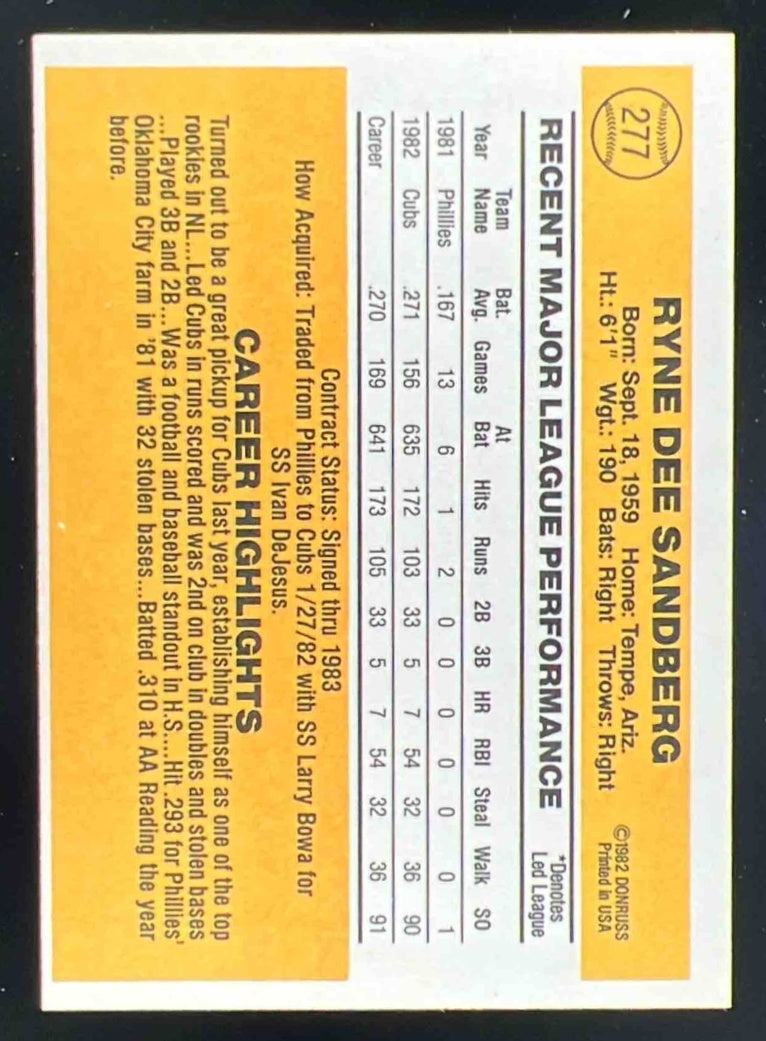 277
RYNE DEE SANDBERG
Born: Sept. 18, 1959 Home: Tempe, Ariz.
Ht.: 6'1" Wgt.: 190 Bats: Right Throws: Right
©1982 DONRUSS
Printed in USA
RECENT MAJOR LEAGUE PERFORMANCE
*Denotes
Led League
Team Bat. At
Year Name Avg. Games Bat Hits Runs 2B 3B HR RBI Steal Walk SO
1981 Phillies .167 13 6 1 2 0 0 0 0 0 0 1
1982 Cubs .271 156 635 172 103 33 5 7 54 32 36 90
Career .270 169 641 173 105 33 5 7 54 32 36 91
Contract Status: Signed thru 1983
How Acquired: Traded from Phillies to Cubs 1/27/82 with SS Larry Bowa for
SS Ivan DeJesus.
CAREER HIGHLIGHTS
Turned out to be a great pickup for Cubs last year, establishing himself as one of the top
rookies in NL...Led Cubs in runs scored and was 2nd on club in doubles and stolen bases
...Played 3B and 2B...Was a football and baseball standout in H.S....Hit .293 for Phillies'
Oklahoma City farm in '81 with 32 stolen bases...Batted .310 at AA Reading the year
before.